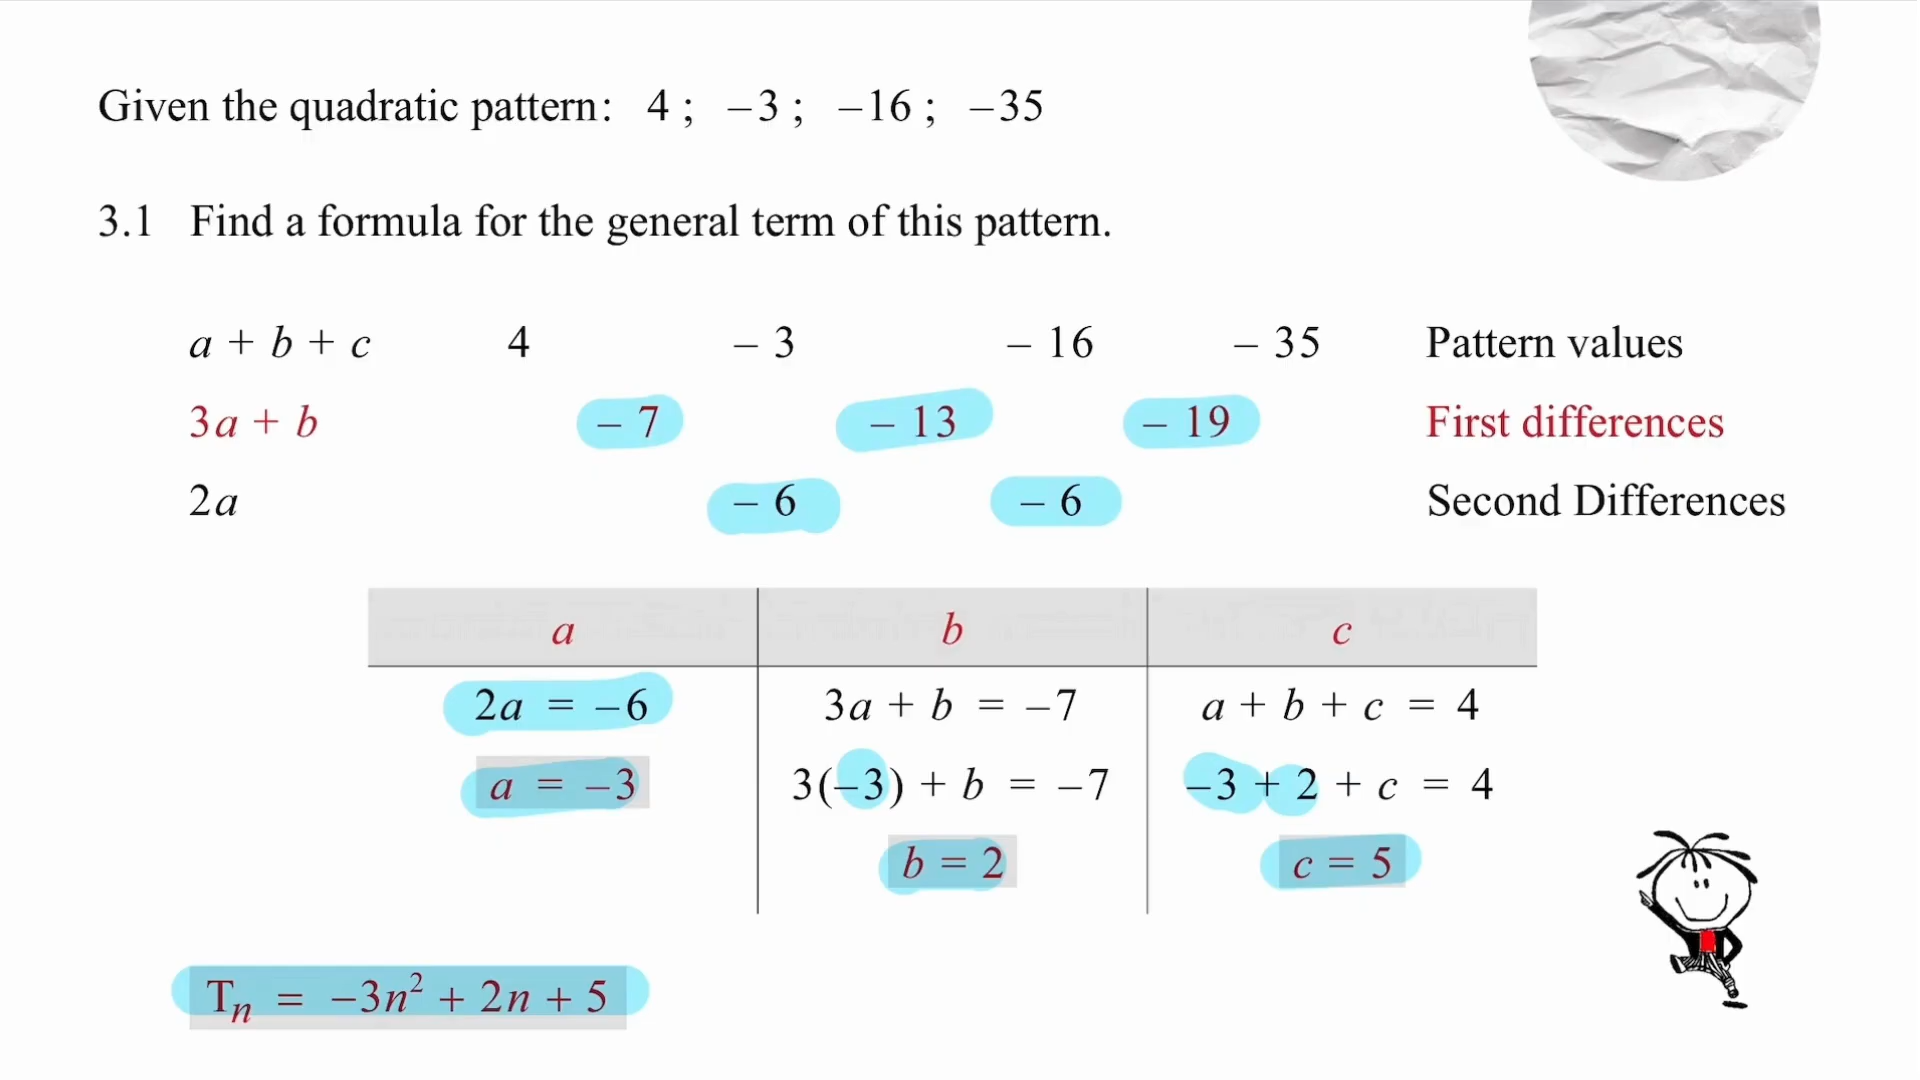 Given the quadratic pattern: 4 ; −3 ; −16 ; −35
3.1 Find a formula for the general term of this pattern.
a + b + c 4 − 3 − 16 − 35 Pattern values
3a + b − 7 − 13 − 19 First differences
2a − 6 − 6 Second Differences
a b c
2a = −6 3a + b = −7 a + b + c = 4
a = −3 3(−3) + b = −7 −3 + 2 + c = 4
b = 2 c = 5
Tₙ = −3n² + 2n + 5